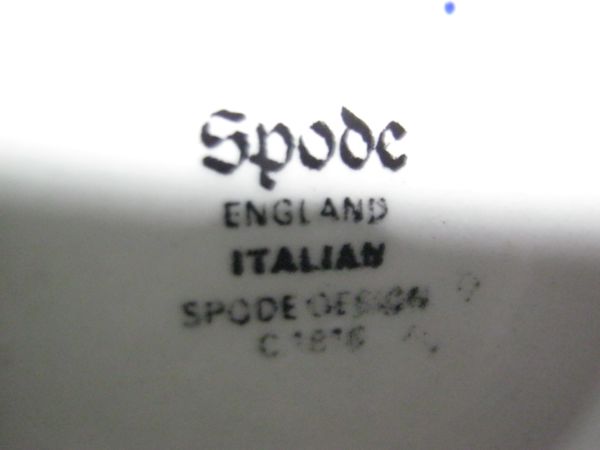 Spode
ENGLAND
ITALIAN
SPODE DESIGN
C 1816